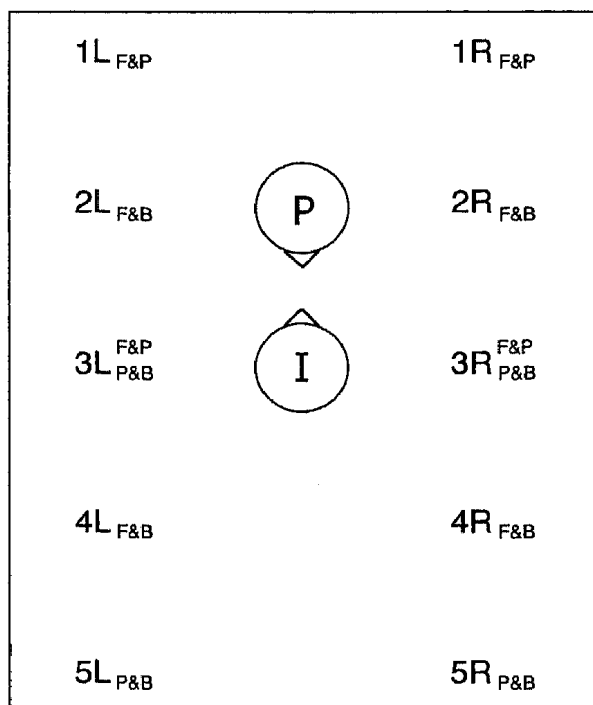 1L F&P 1R F&P
2L F&B P 2R F&B
3L F&P P&B I 3R F&P P&B
4L F&B 4R F&B
5L P&B 5R P&B